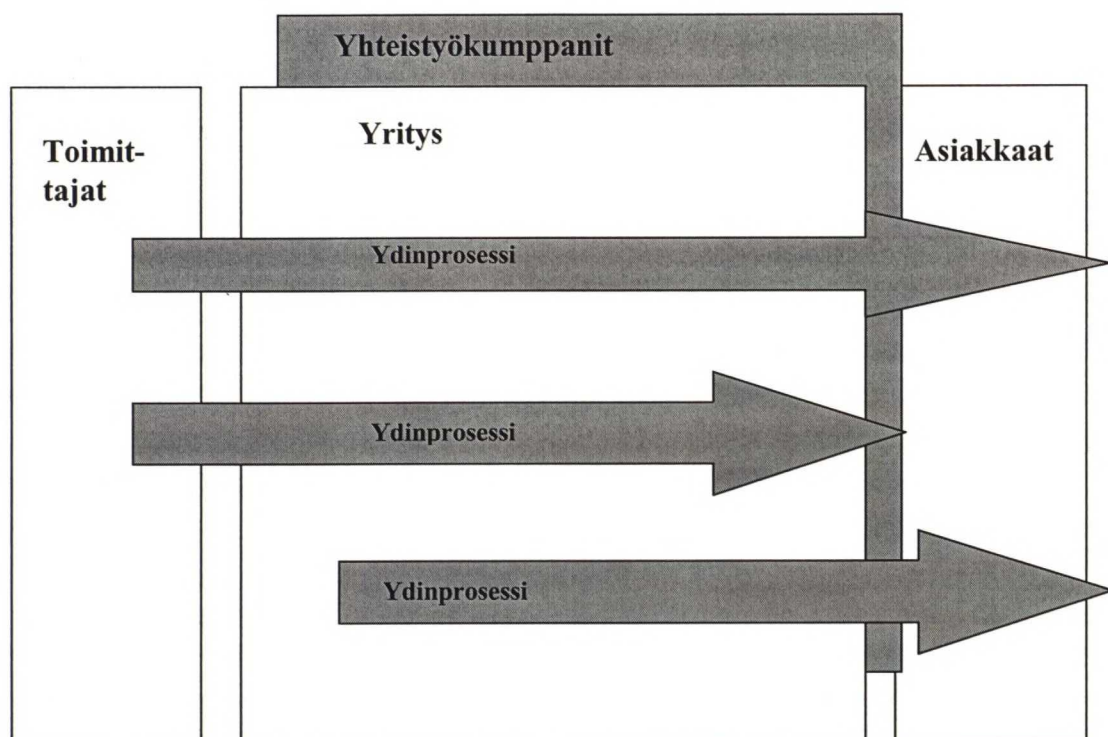 Yhteistyökumppanit
Toimit-
tajat
Yritys
Asiakkaat
Ydinprosessi
Ydinprosessi
Ydinprosessi